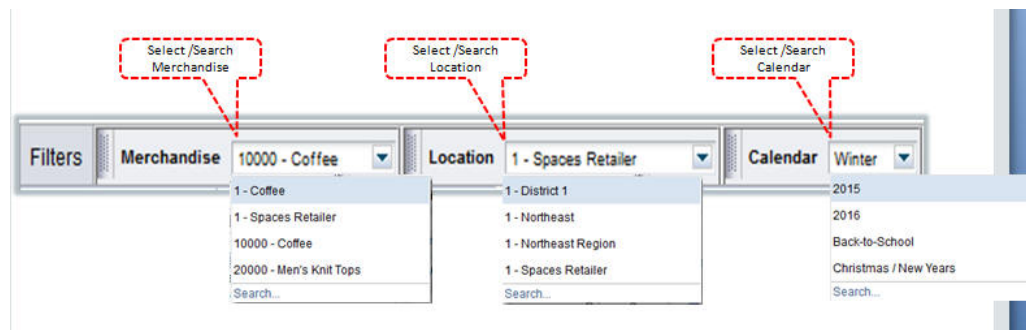 Select /Search
Merchandise
Select /Search
Location
Select /Search
Calendar
Filters Merchandise 10000 - Coffee Location 1 - Spaces Retailer Calendar Winter
1 - Coffee
1 - Spaces Retailer
10000 - Coffee
20000 - Men's Knit Tops
Search...
1 - District 1
1 - Northeast
1 - Northeast Region
1 - Spaces Retailer
Search...
2015
2016
Back-to-School
Christmas / New Years
Search...